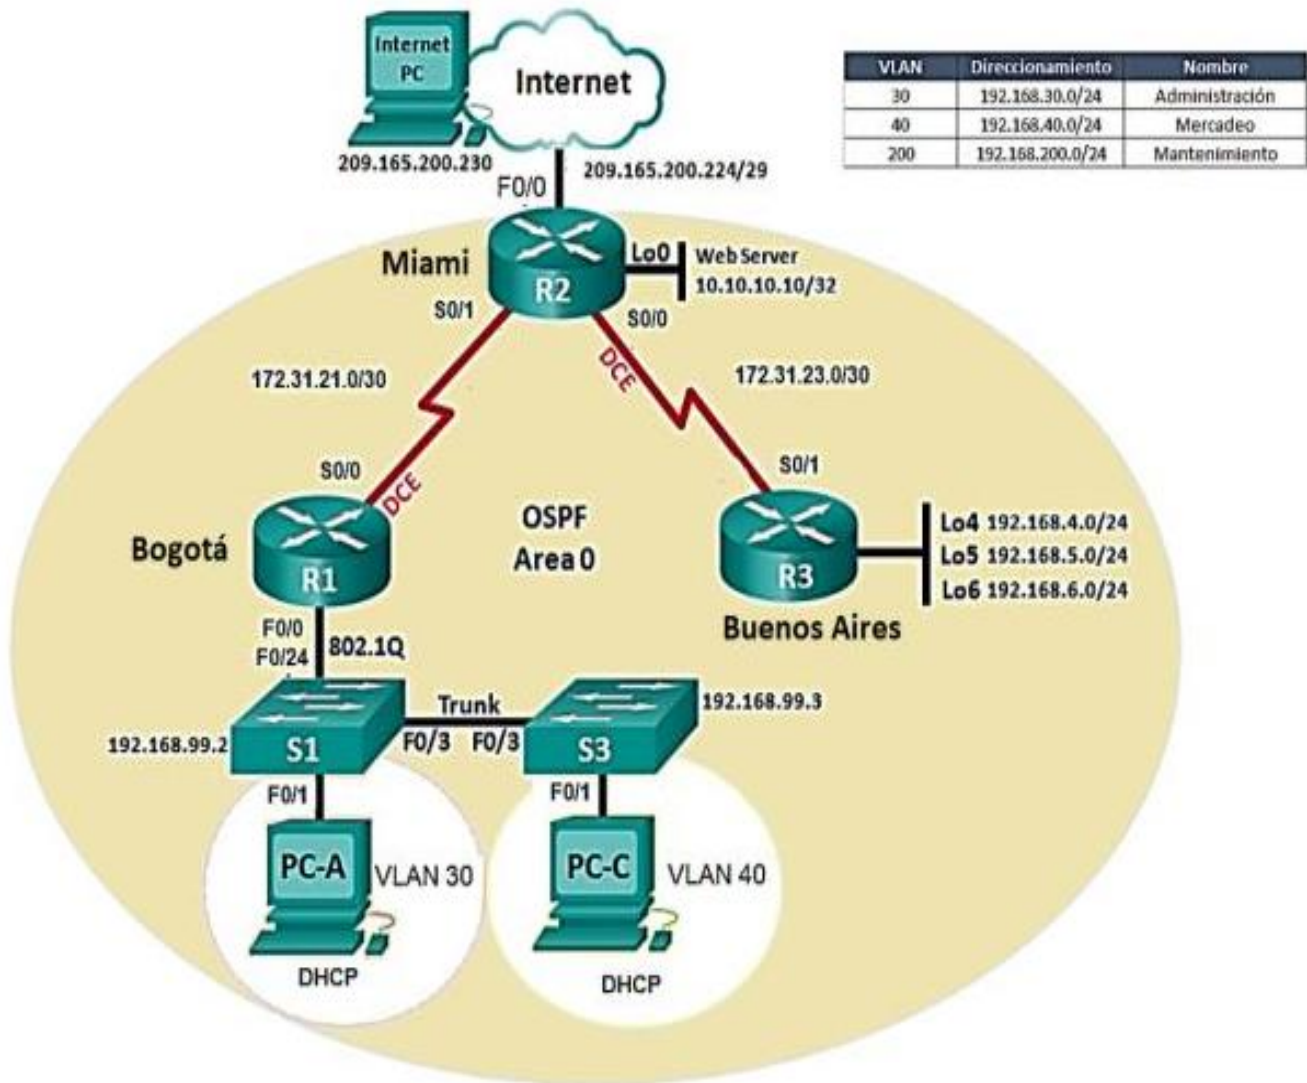 Internet
PC
Internet
209.165.200.230
209.165.200.224/29
F0/0
VLAN Direccionamiento Nombre
30 192.168.30.0/24 Administración
40 192.168.40.0/24 Mercadeo
200 192.168.200.0/24 Mantenimiento
Miami
R2
Lo0
Web Server
10.10.10.10/32
S0/1
S0/0
DCE
172.31.21.0/30
172.31.23.0/30
S0/0
DCE
S0/1
OSPF
Area 0
Bogotá
R1
R3
Buenos Aires
Lo4 192.168.4.0/24
Lo5 192.168.5.0/24
Lo6 192.168.6.0/24
F0/0
F0/24
802.1Q
192.168.99.2
S1
Trunk
F0/3 F0/3
S3
192.168.99.3
F0/1
F0/1
PC-A
VLAN 30
PC-C
VLAN 40
DHCP
DHCP